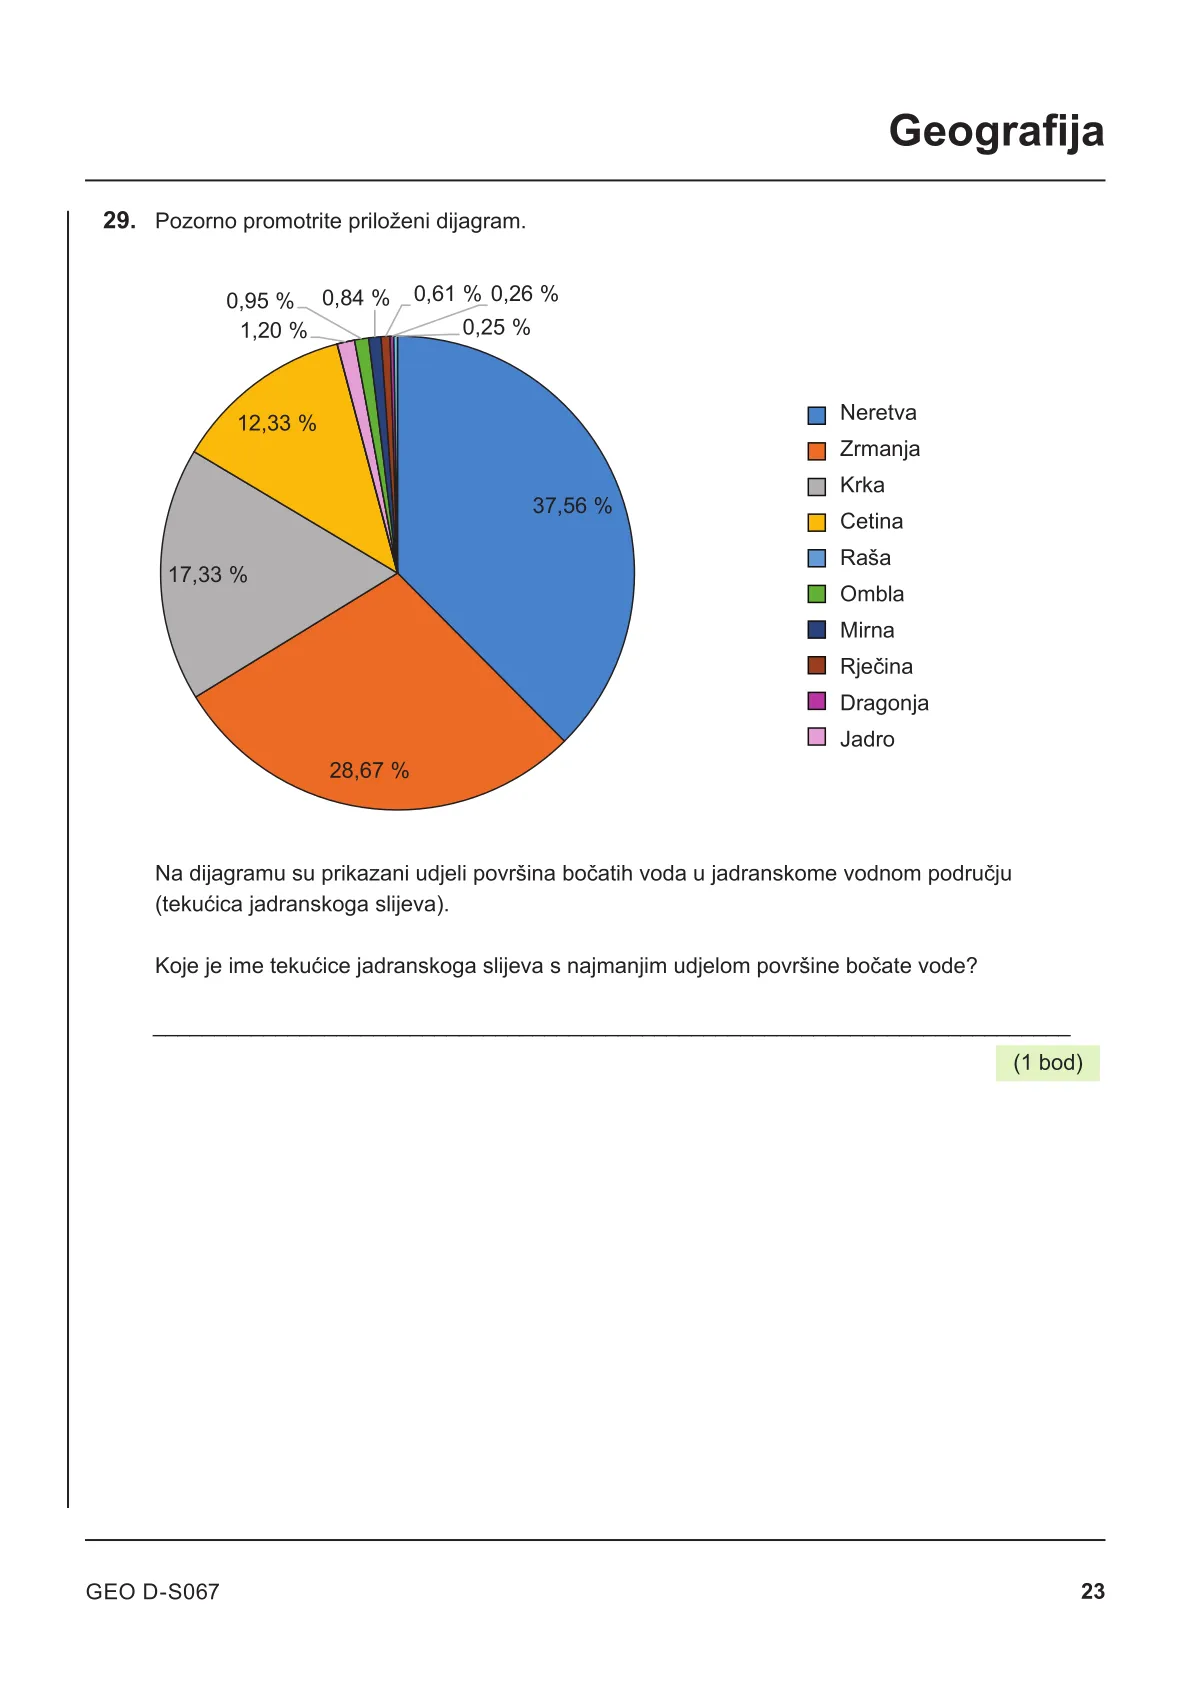 Geografija
29. Pozorno promotrite priloženi dijagram.
0,95 % 0,84 % 0,61 % 0,26 %
1,20 % 0,25 %
12,33 %
37,56 %
17,33 %
28,67 %
Neretva
Zrmanja
Krka
Cetina
Raša
Ombla
Mirna
Rječina
Dragonja
Jadro
Na dijagramu su prikazani udjeli površina bočatih voda u jadranskome vodnom području
(tekućica jadranskoga slijeva).
Koje je ime tekućice jadranskoga slijeva s najmanjim udjelom površine bočate vode?
(1 bod)
GEO D-S067
23